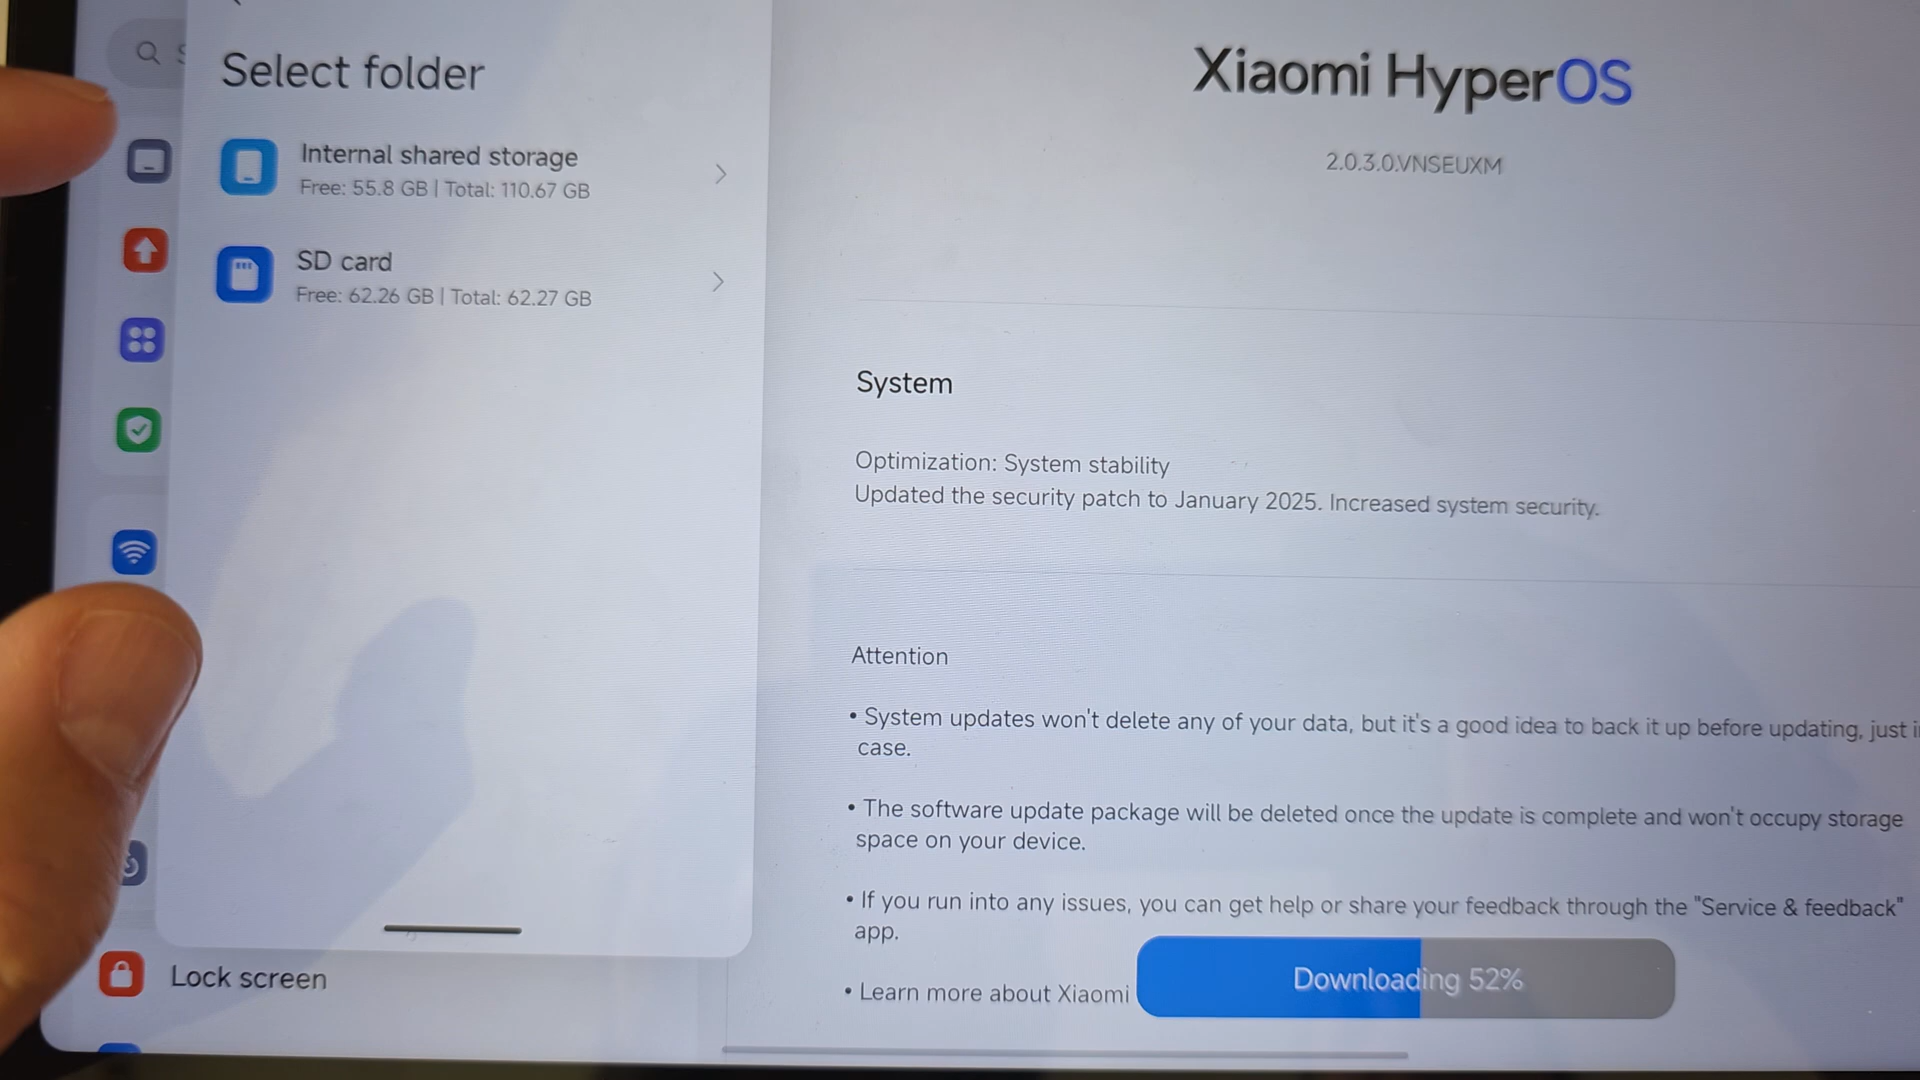 Select folder
Internal shared storage
Free: 55.8 GB | Total: 110.67 GB
SD card
Free: 62.26 GB | Total: 62.27 GB
Lock screen
Xiaomi HyperOS
2.0.3.0.VNSEUXM
System
Optimization: System stability
Updated the security patch to January 2025. Increased system security.
Attention
• System updates won't delete any of your data, but it's a good idea to back it up before updating, just in
case.
• The software update package will be deleted once the update is complete and won't occupy storage
space on your device.
• If you run into any issues, you can get help or share your feedback through the "Service & feedback"
app.
• Learn more about Xiaomi
Downloading 52%